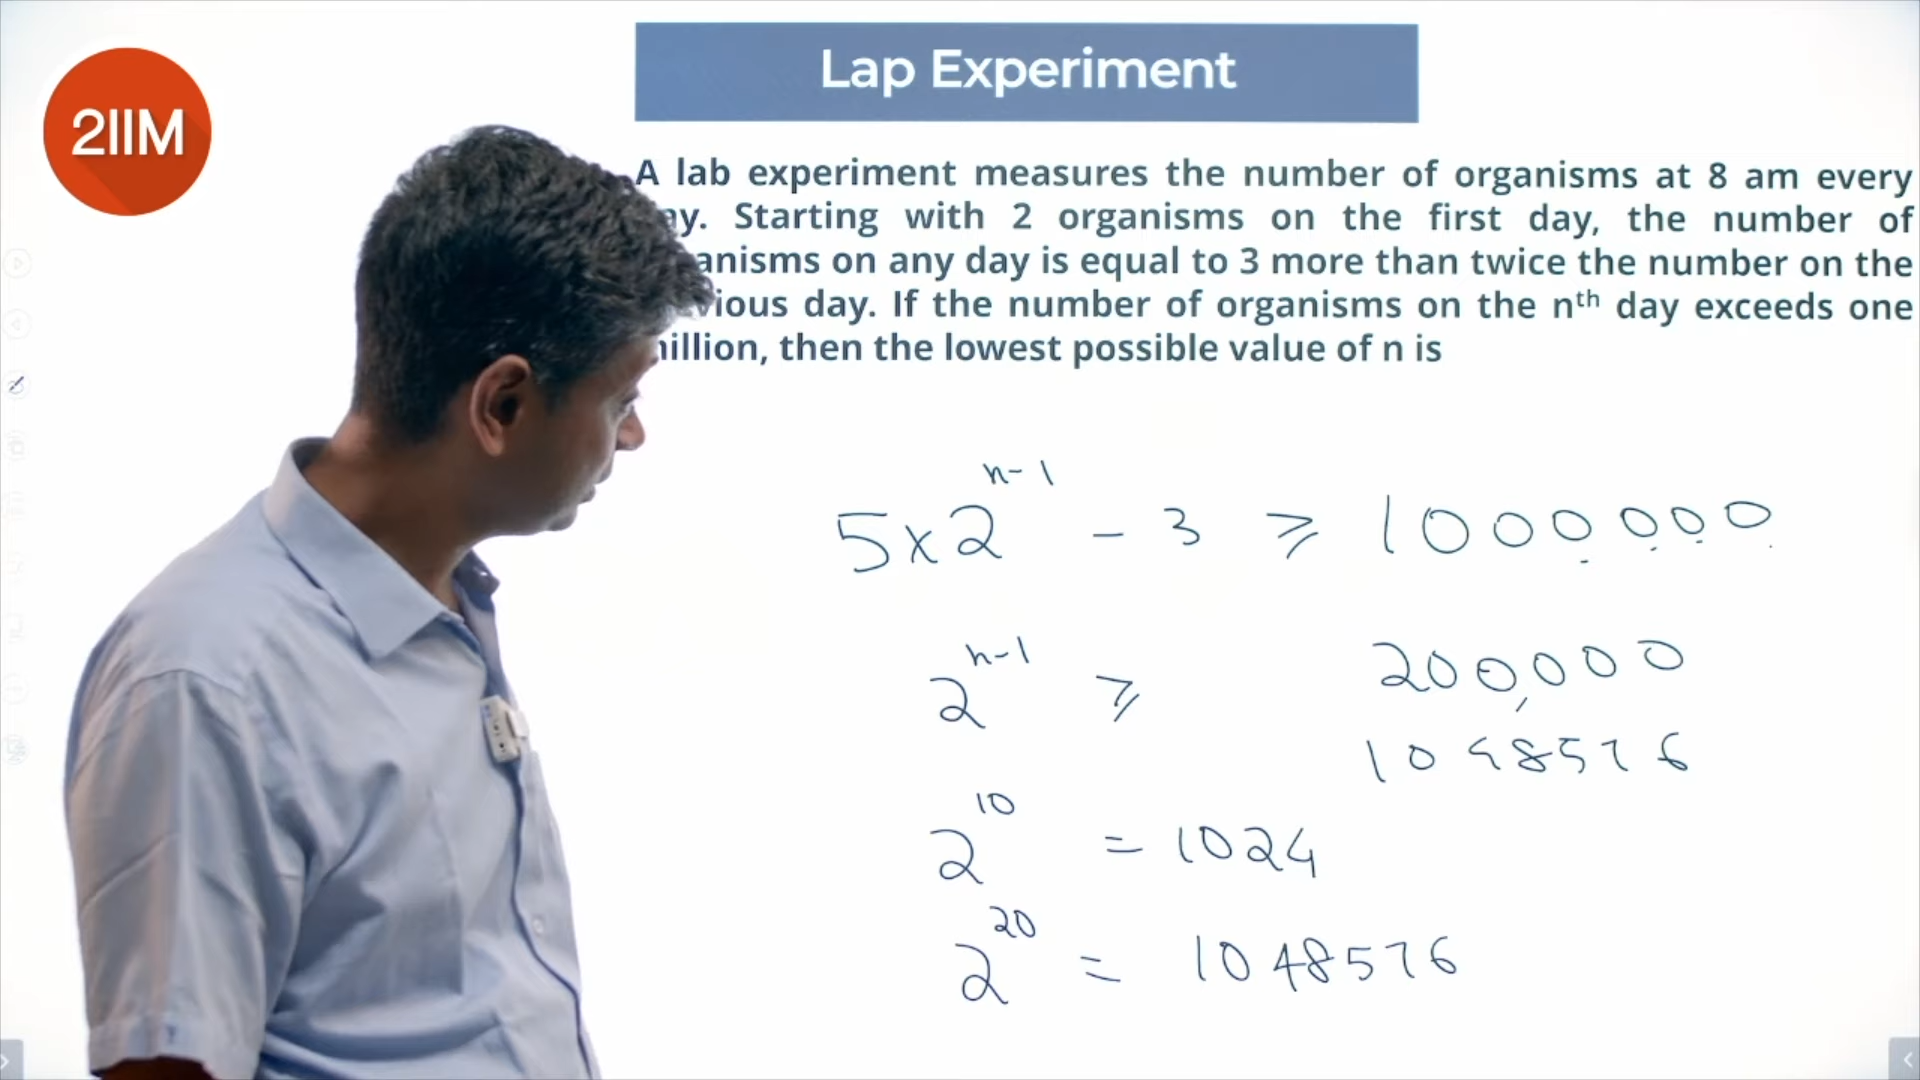 2IIM
Lap Experiment
A lab experiment measures the number of organisms at 8 am every
ay. Starting with 2 organisms on the first day, the number of
anisms on any day is equal to 3 more than twice the number on the
vious day. If the number of organisms on the nth day exceeds one
illion, then the lowest possible value of n is
5 x 2^n-1 - 3 ⩾ 1000000
2^n-1 ⩾ 200,000
1048576
2^10 = 1024
2^20 = 1048576